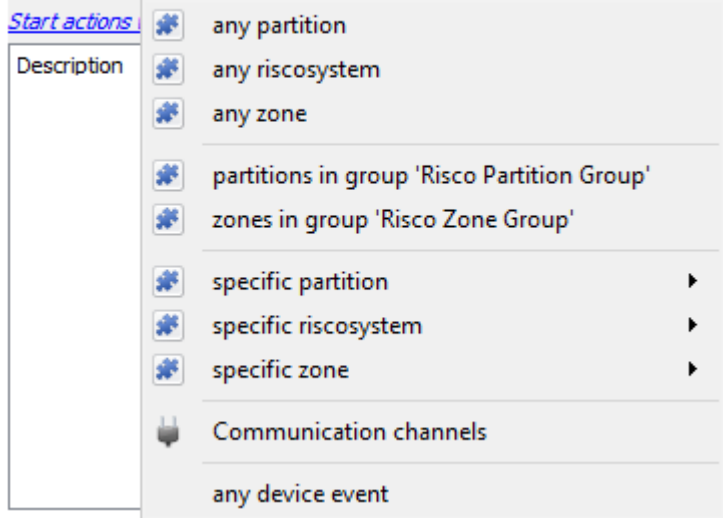 Start actions
any partition
any riscosystem
Description
any zone
partitions in group 'Risco Partition Group'
zones in group 'Risco Zone Group'
specific partition
specific riscosystem
specific zone
Communication channels
any device event